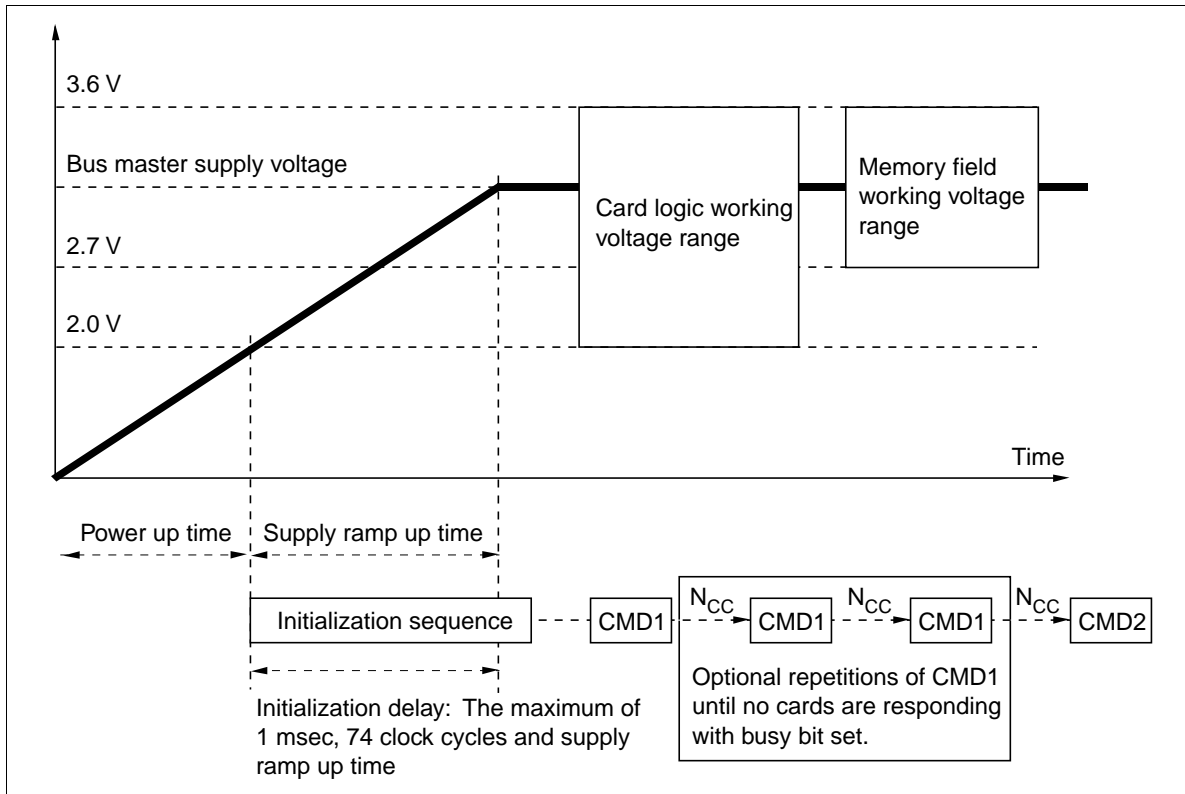 3.6 V
Bus master supply voltage
2.7 V
2.0 V
Card logic working
voltage range
Memory field
working voltage
range
Time
Power up time
Supply ramp up time
Initialization sequence
CMD1
NCC
CMD1
NCC
CMD1
NCC
CMD2
Optional repetitions of CMD1
until no cards are responding
with busy bit set.
Initialization delay: The maximum of
1 msec, 74 clock cycles and supply
ramp up time